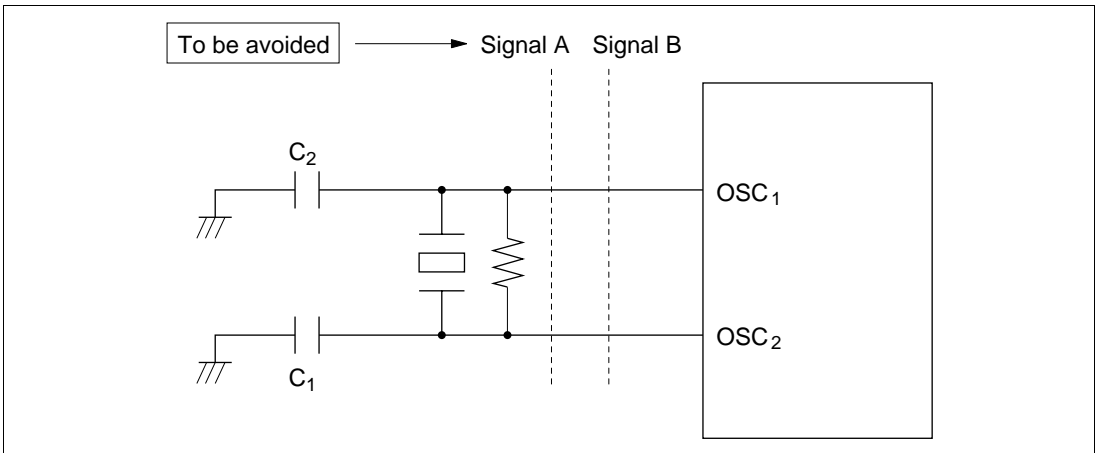 To be avoided
Signal A Signal B
C2
OSC1
OSC2
C1